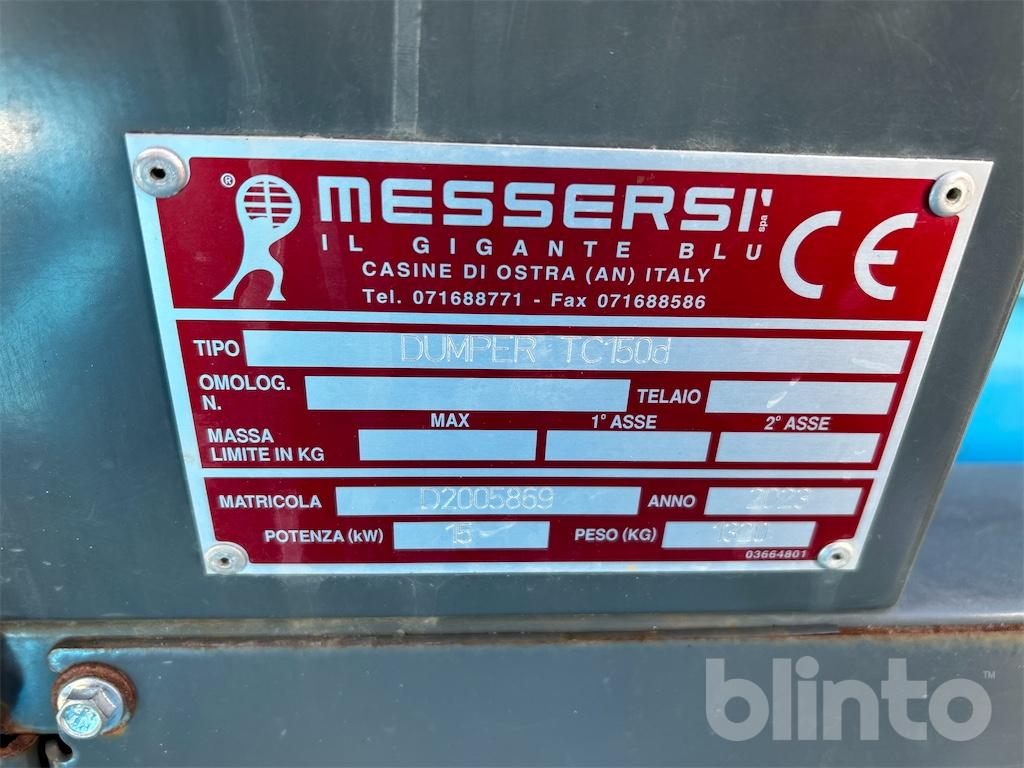 ® MESSERSI' spa
IL GIGANTE BLU
CE
CASINE DI OSTRA (AN) ITALY
Tel. 071688771 - Fax 071688586
TIPO DUMPER TC150d
OMOLOG. N. TELAIO
MAX 1° ASSE 2° ASSE
MASSA LIMITE IN KG
MATRICOLA D2005869 ANNO 2023
POTENZA (kW) 15 PESO (KG)
03664801
blinto™